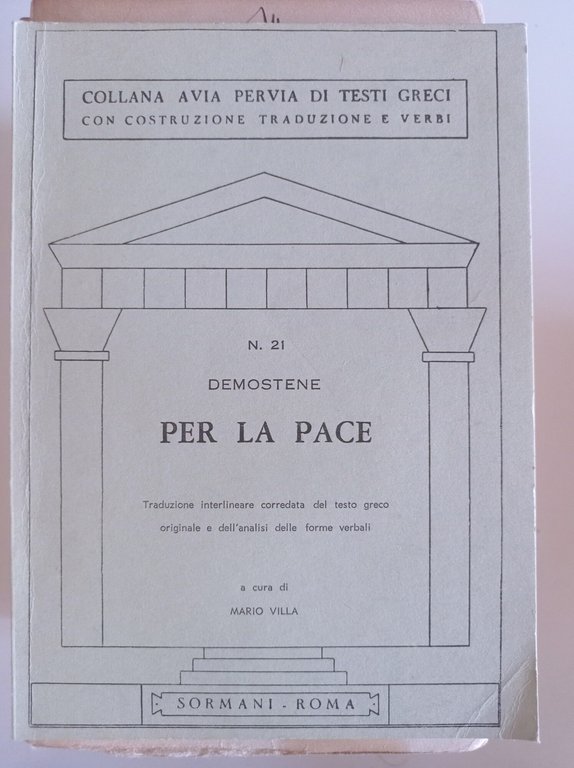 COLLANA AVIA PERVIA DI TESTI GRECI
CON COSTRUZIONE TRADUZIONE E VERBI
N. 21
DEMOSTENE
PER LA PACE
Traduzione interlineare corredata del testo greco
originale e dell'analisi delle forme verbali
a cura di
MARIO VILLA
SORMANI - ROMA